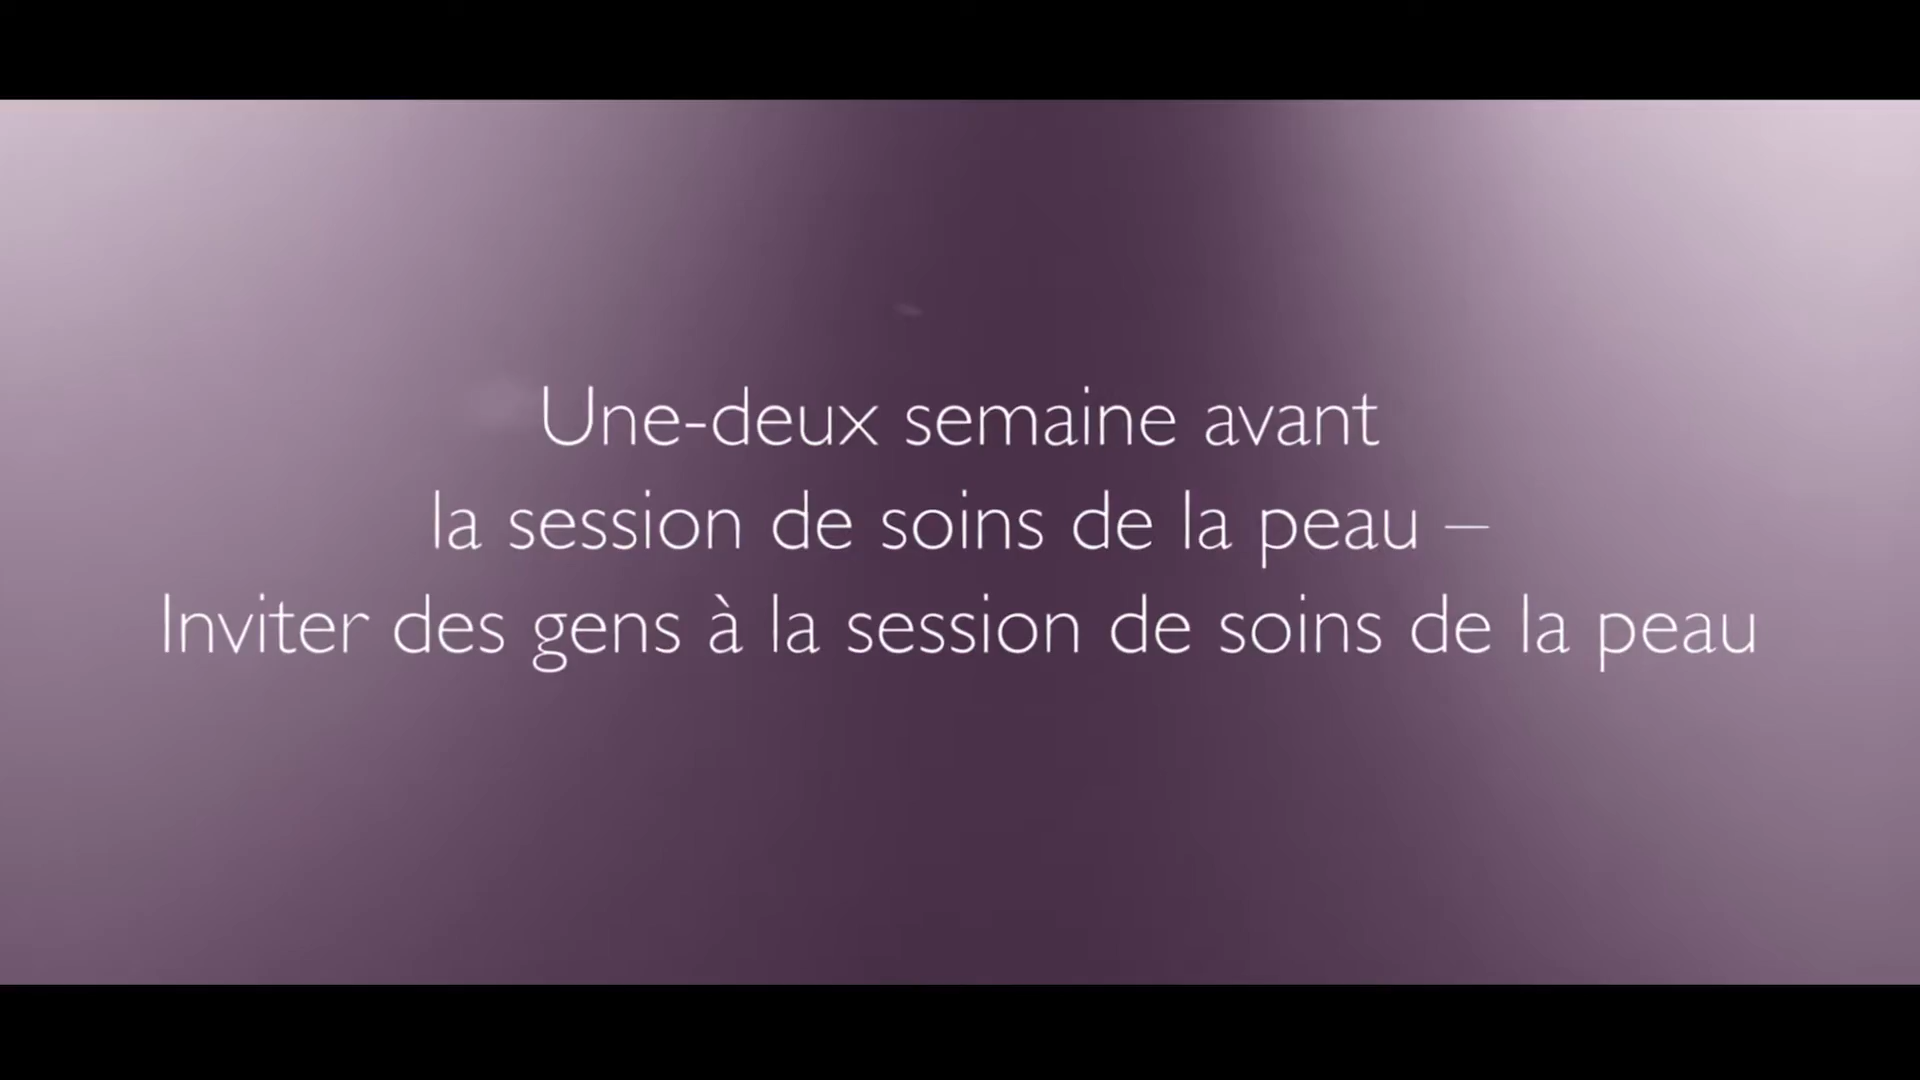 Une-deux semaine avant
la session de soins de la peau –
Inviter des gens à la session de soins de la peau